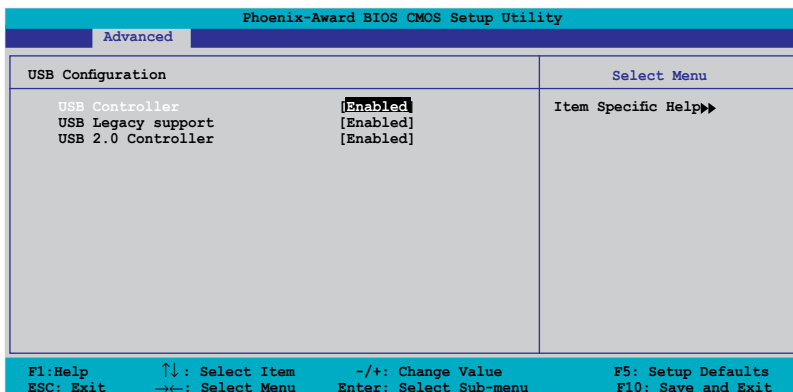 Phoenix-Award BIOS CMOS Setup Utility
Advanced
USB Configuration
Select Menu
USB Controller [Enabled]
USB Legacy support [Enabled]
USB 2.0 Controller [Enabled]
Item Specific Help▶▶
F1:Help ↑↓: Select Item -/+: Change Value F5: Setup Defaults
ESC: Exit →←: Select Menu Enter: Select Sub-menu F10: Save and Exit